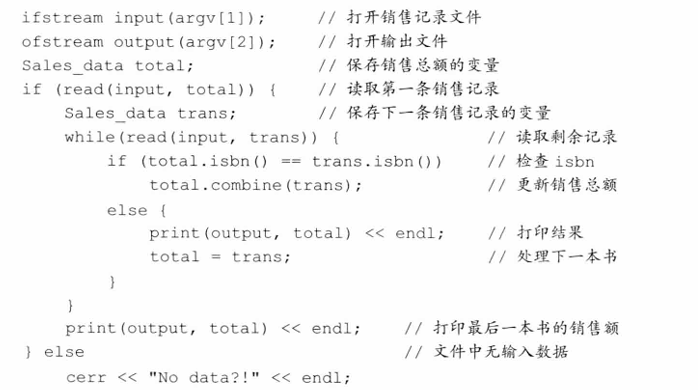 ifstream input(argv[1]);      // 打开销售记录文件
ofstream output(argv[2]);     // 打开输出文件
Sales_data total;             // 保存销售总额的变量
if (read(input, total)) {     // 读取第一条销售记录
    Sales_data trans;         // 保存下一条销售记录的变量
    while(read(input, trans)) {               // 读取剩余记录
        if (total.isbn() == trans.isbn())     // 检查 isbn
            total.combine(trans);             // 更新销售总额
        else {
            print(output, total) << endl;     // 打印结果
            total = trans;                    // 处理下一本书
        }
    }
    print(output, total) << endl;     // 打印最后一本书的销售额
} else                                // 文件中无输入数据
    cerr << "No data?!" << endl;